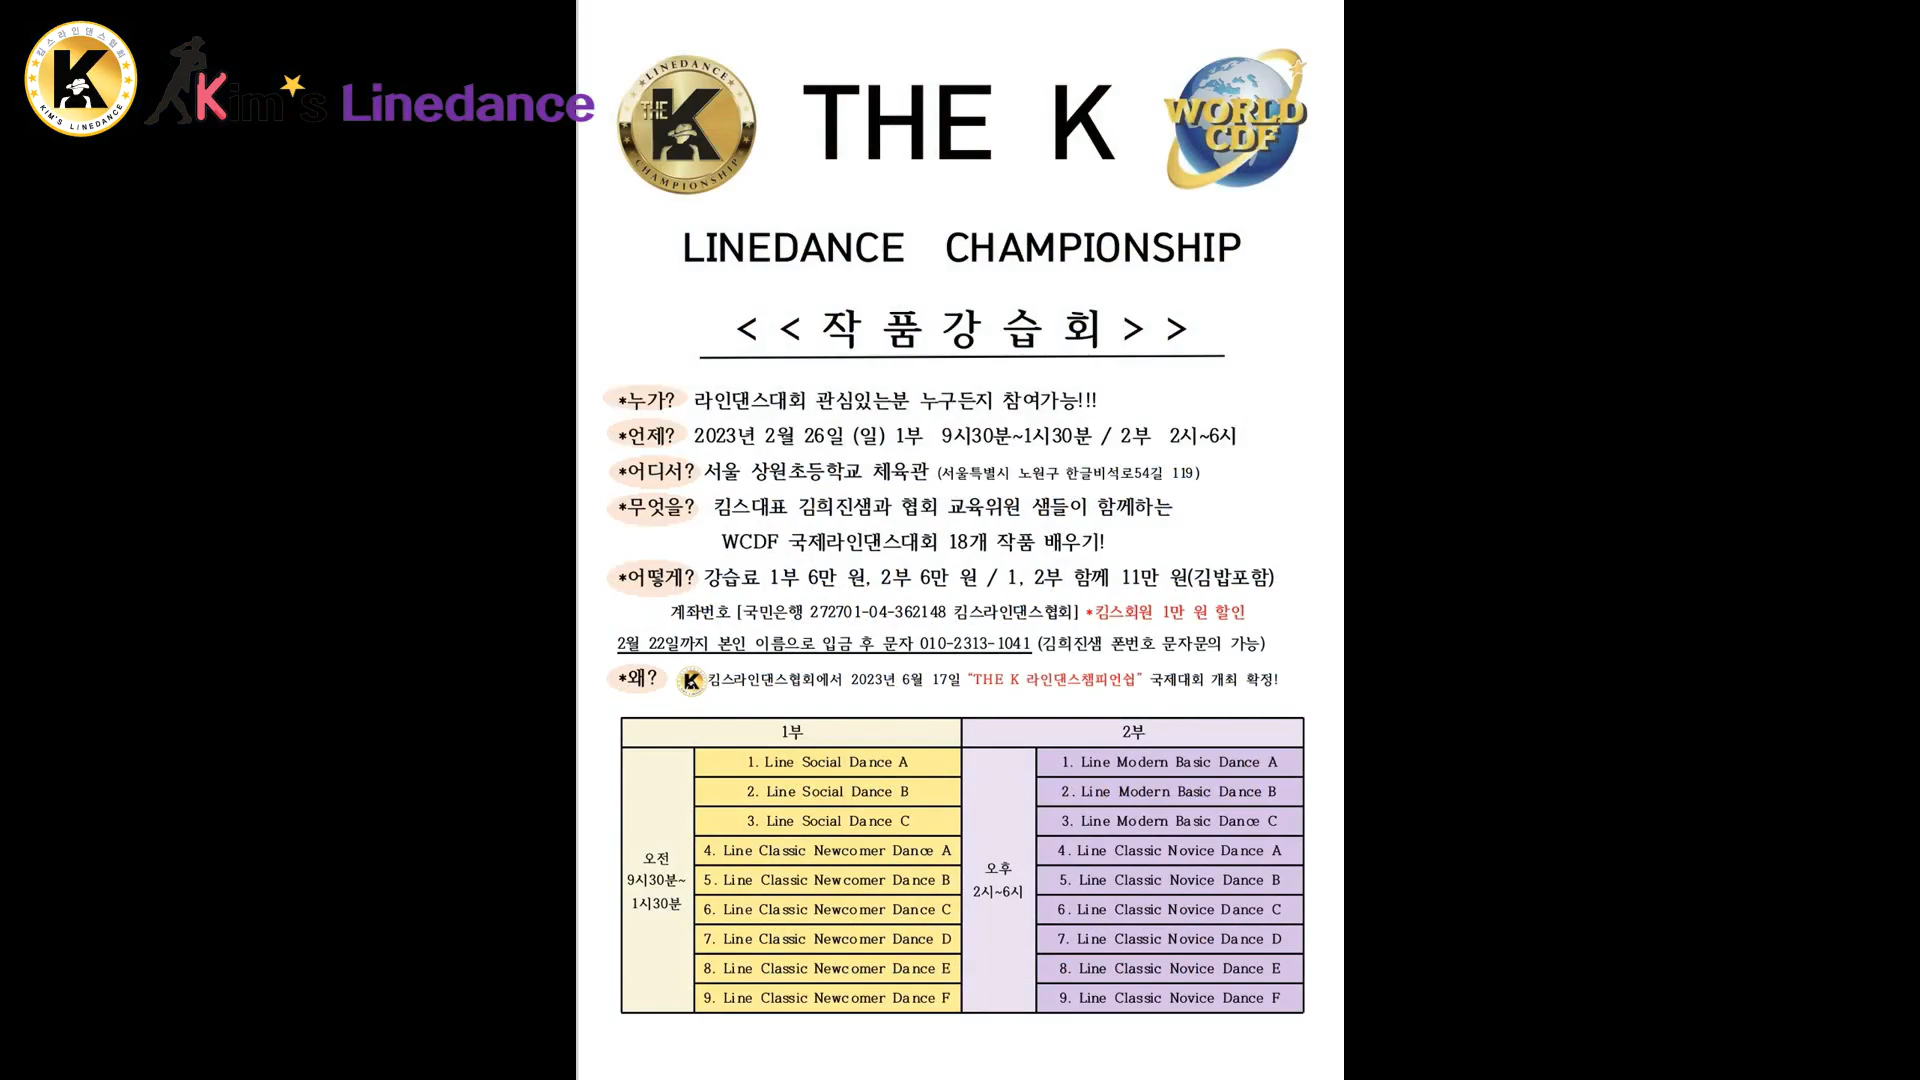 킴스라인댄스협회
K
KIM'S LINEDANCE
Kim's Linedance
LINEDANCE
THE K
CHAMPIONSHIP
THE K
WORLD
CDF
LINEDANCE CHAMPIONSHIP
<<작품강습회>>
*누가? 라인댄스대회 관심있는분 누구든지 참여가능!!!
*언제? 2023년 2월 26일 (일) 1부 9시30분~1시30분 / 2부 2시~6시
*어디서? 서울 상원초등학교 체육관 (서울특별시 노원구 한글비석로54길 119)
*무엇을? 킴스대표 김희진샘과 협회 교육위원 샘들이 함께하는
WCDF 국제라인댄스대회 18개 작품 배우기!
*어떻게? 강습료 1부 6만 원, 2부 6만 원 / 1, 2부 함께 11만 원(김밥포함)
계좌번호 [국민은행 272701-04-362148 킴스라인댄스협회] *킴스회원 1만 원 할인
2월 22일까지 본인 이름으로 입금 후 문자 010-2313-1041 (김희진샘 폰번호 문자문의 가능)
*왜? K 킴스라인댄스협회에서 2023년 6월 17일 "THE K 라인댄스챔피언쉽" 국제대회 개최 확정!
1부
오전
9시30분~
1시30분
1. Line Social Dance A
2. Line Social Dance B
3. Line Social Dance C
4. Line Classic Newcomer Dance A
5. Line Classic Newcomer Dance B
6. Line Classic Newcomer Dance C
7. Line Classic Newcomer Dance D
8. Line Classic Newcomer Dance E
9. Line Classic Newcomer Dance F
2부
오후
2시~6시
1. Line Modern Basic Dance A
2. Line Modern Basic Dance B
3. Line Modern Basic Dance C
4. Line Classic Novice Dance A
5. Line Classic Novice Dance B
6. Line Classic Novice Dance C
7. Line Classic Novice Dance D
8. Line Classic Novice Dance E
9. Line Classic Novice Dance F